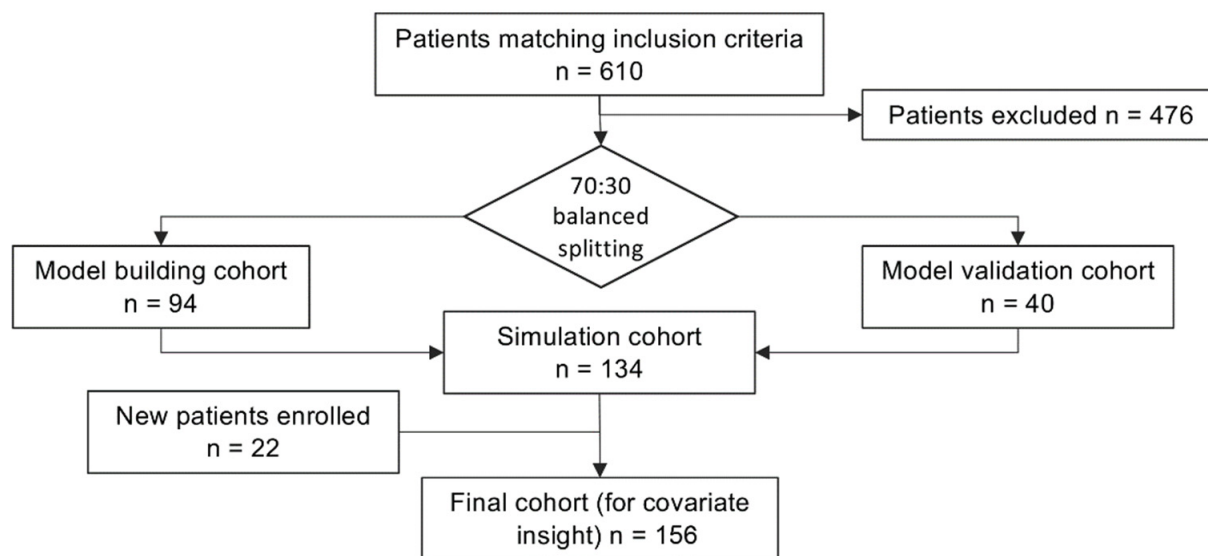 Patients matching inclusion criteria
n = 610
Patients excluded n = 476
70:30
balanced
splitting
Model building cohort
n = 94
Model validation cohort
n = 40
Simulation cohort
n = 134
New patients enrolled
n = 22
Final cohort (for covariate
insight) n = 156